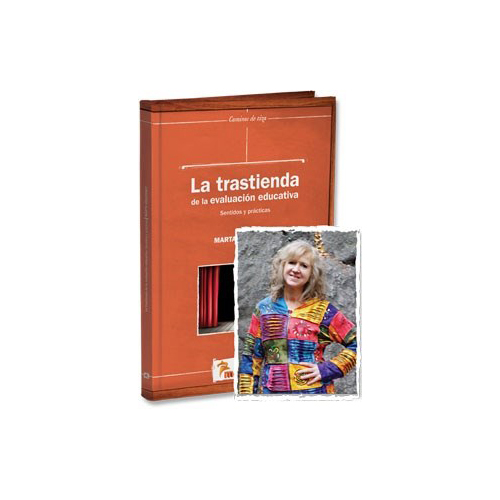 Caminos de tiza
La trastienda
de la evaluación educativa
Sentidos y prácticas
MARTA